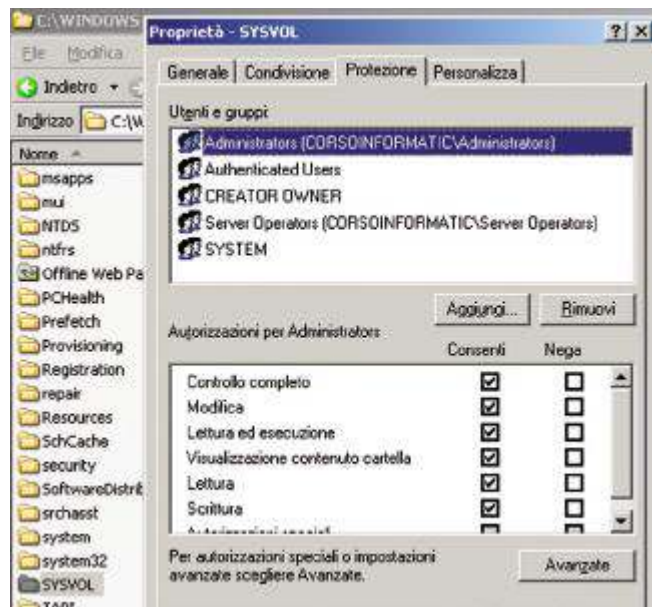 C:\WINDOWS
File Modifica
Indietro
Indirizzo C:\W
Nome
msapps
mui
NTDS
ntfrs
Offline Web Pa
PCHealth
Prefetch
Provisioning
Registration
repair
Resources
SchCache
security
SoftwareDistrib
srchasst
system
system32
SYSVOL
TAPI
Proprietà - SYSVOL
Generale Condivisione Protezione Personalizza
Utenti e gruppi
Administrators (CORSOINFORMATIC\Administrators)
Authenticated Users
CREATOR OWNER
Server Operators (CORSOINFORMATIC\Server Operators)
SYSTEM
Aggiungi... Rimuovi
Autorizzazioni per Administrators
Consenti Nega
Controllo completo
Modifica
Lettura ed esecuzione
Visualizzazione contenuto cartella
Lettura
Scrittura
Autorizzazioni speciali
Per autorizzazioni speciali o impostazioni
avanzate scegliere Avanzate.
Avanzate